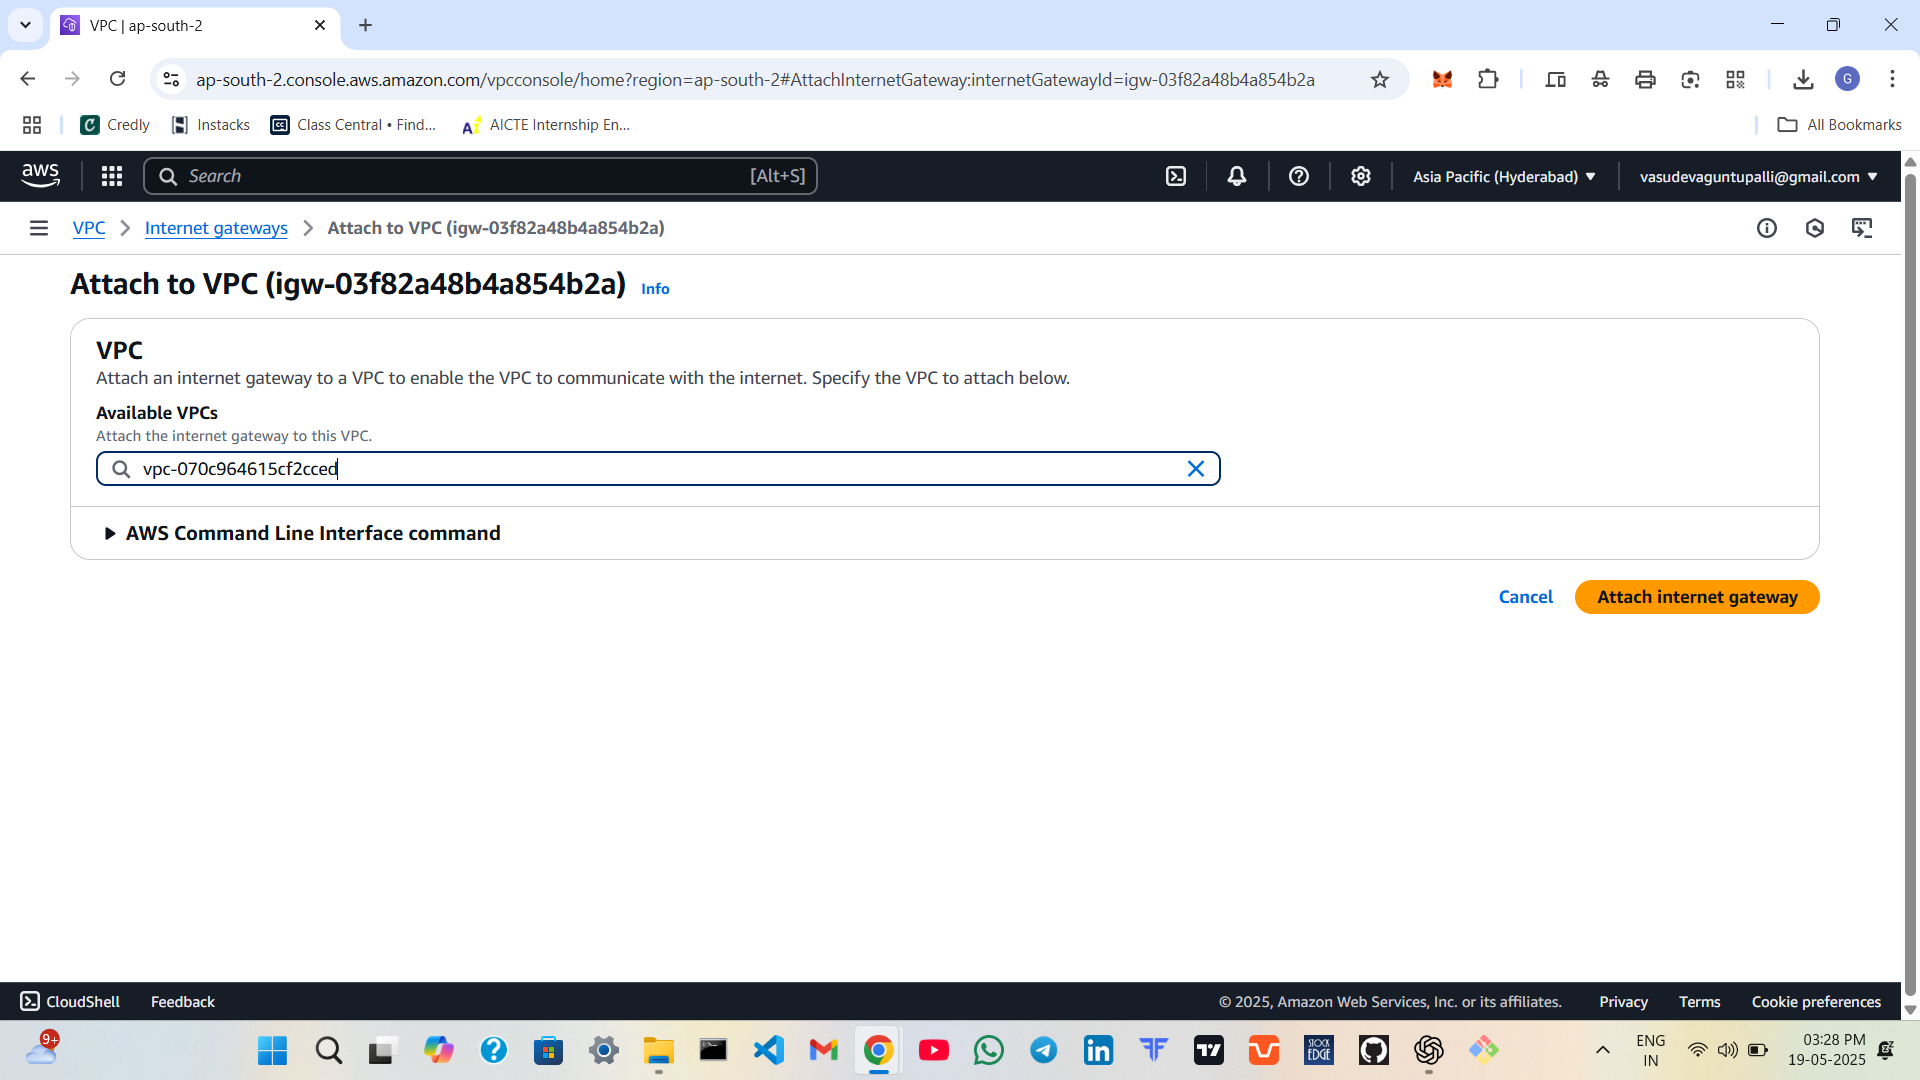 VPC | ap-south-2
ap-south-2.console.aws.amazon.com/vpcconsole/home?region=ap-south-2#AttachInternetGateway:internetGatewayId=igw-03f82a48b4a854b2a
G
Credly
Instacks
Class Central • Find...
AICTE Internship En...
All Bookmarks
aws
Search
[Alt+S]
Asia Pacific (Hyderabad)
vasudevaguntupalli@gmail.com
VPC
Internet gateways
Attach to VPC (igw-03f82a48b4a854b2a)
Attach to VPC (igw-03f82a48b4a854b2a)
Info
VPC
Attach an internet gateway to a VPC to enable the VPC to communicate with the internet. Specify the VPC to attach below.
Available VPCs
Attach the internet gateway to this VPC.
vpc-070c964615cf2cced
AWS Command Line Interface command
Cancel
Attach internet gateway
CloudShell
Feedback
© 2025, Amazon Web Services, Inc. or its affiliates.
Privacy
Terms
Cookie preferences
9+
STOCK
EDGE
ENG
IN
03:28 PM
19-05-2025